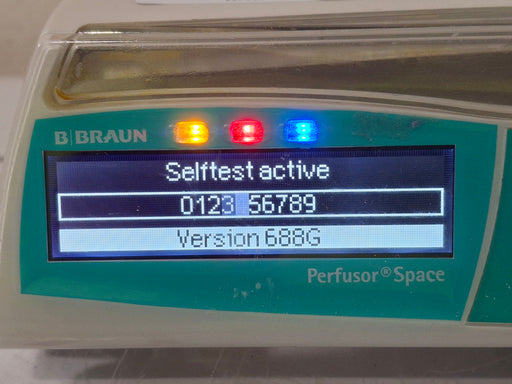 B|BRAUN
Selftest active
0123 56789
Version 688G
Perfusor® Space